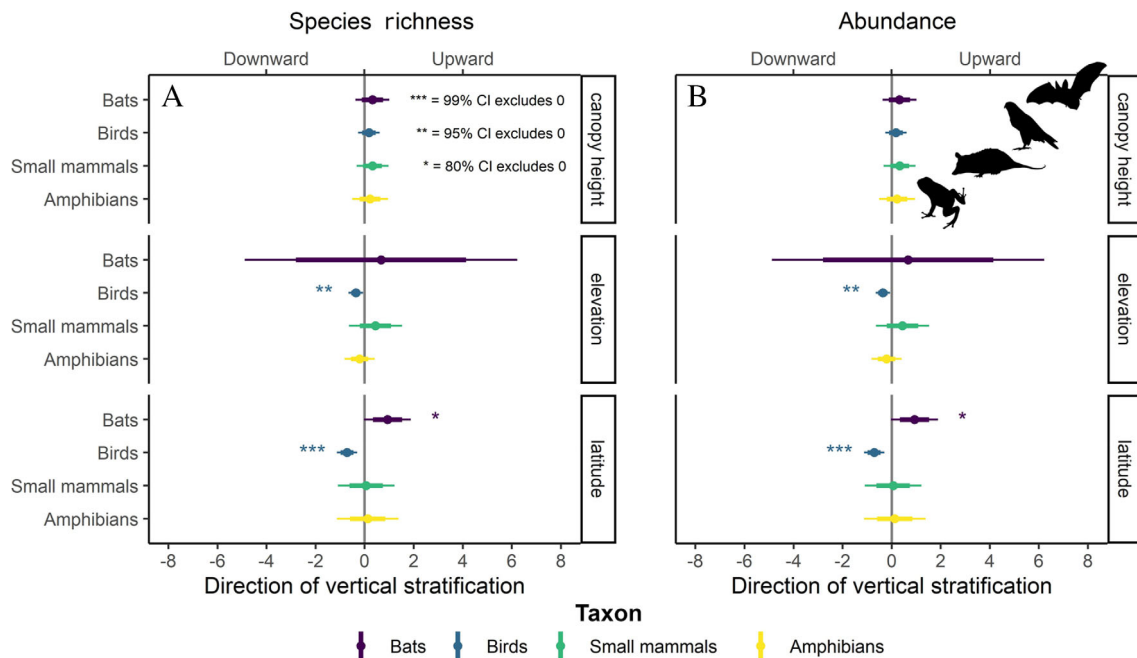 Species richness
Abundance
Downward
Upward
Downward
Upward
A
B
Bats
Birds
Small mammals
Amphibians
*** = 99% CI excludes 0
** = 95% CI excludes 0
* = 80% CI excludes 0
canopy height
canopy height
Bats
Birds
Small mammals
Amphibians
**
**
elevation
elevation
Bats
Birds
Small mammals
Amphibians
*
***
*
***
latitude
latitude
-8 -6 -4 -2 0 2 4 6 8
-8 -6 -4 -2 0 2 4 6 8
Direction of vertical stratification
Direction of vertical stratification
Taxon
Bats Birds Small mammals Amphibians